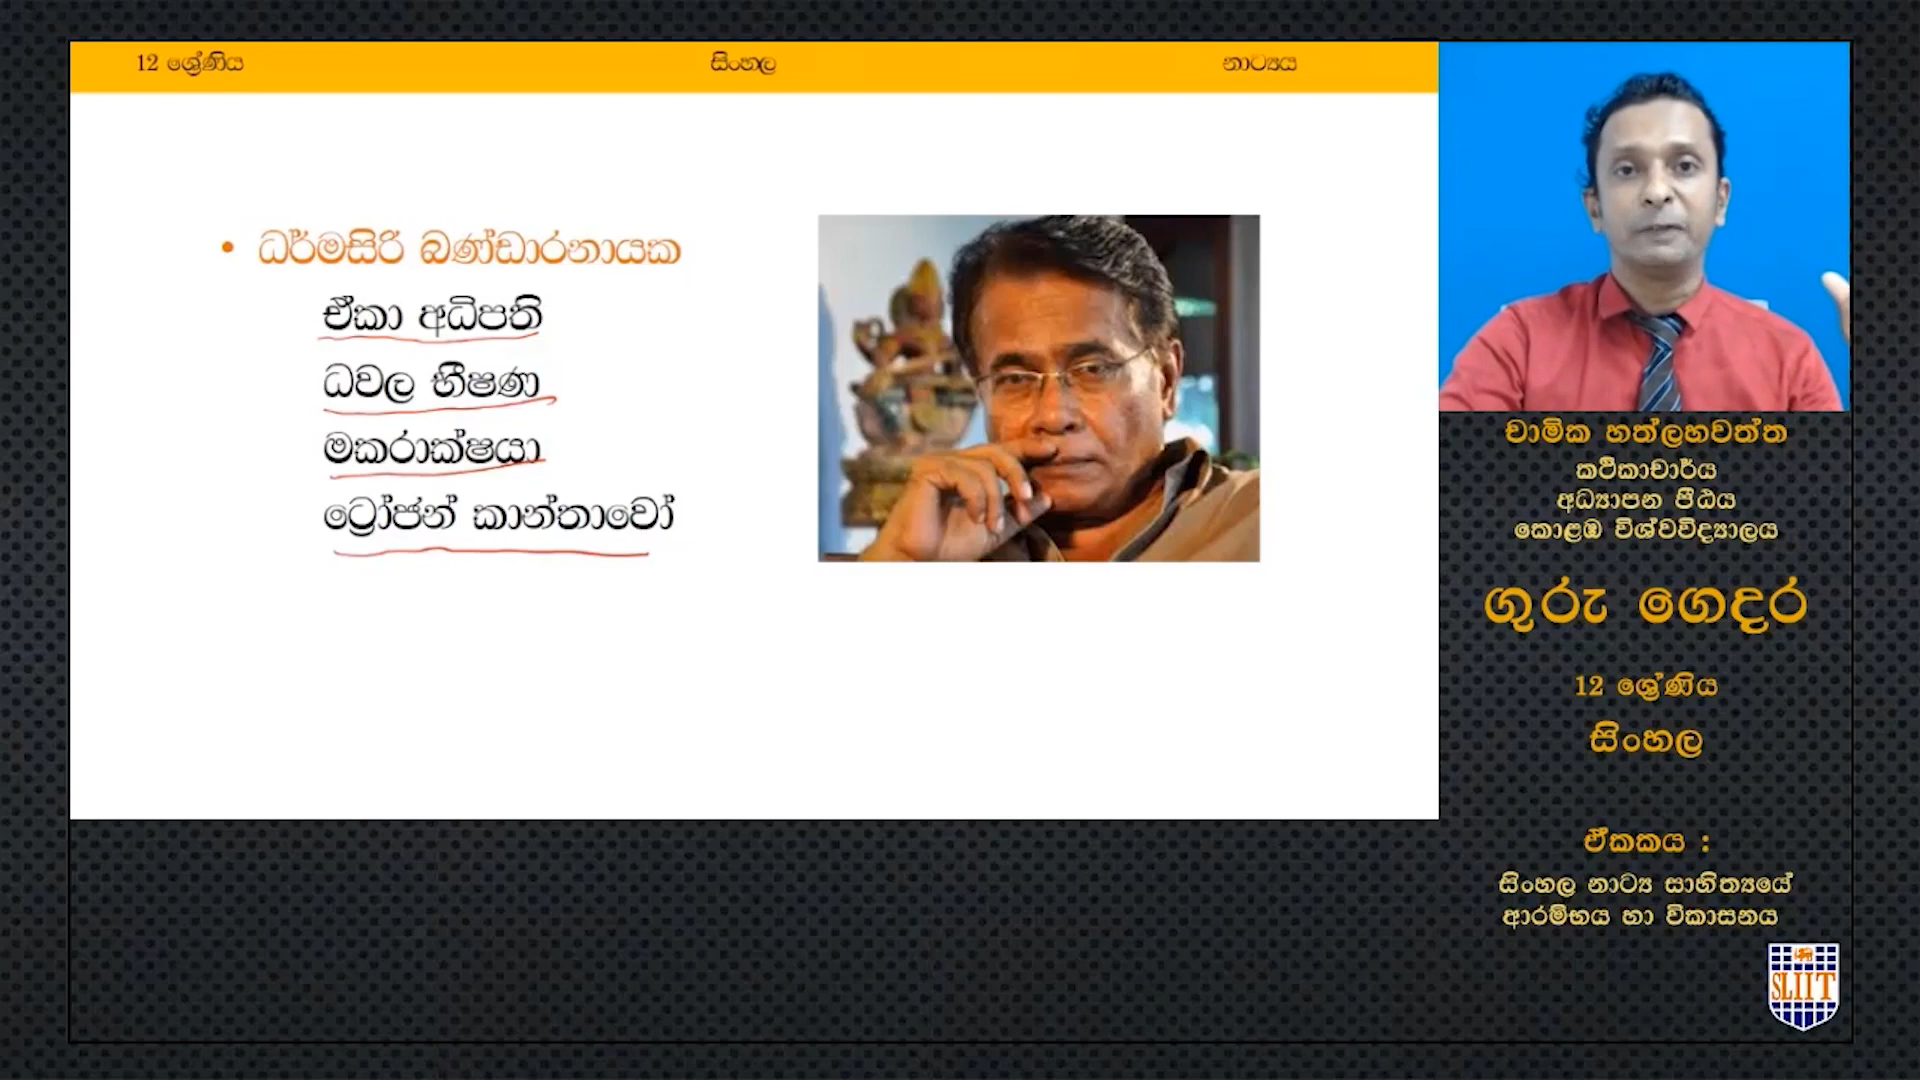 12 ශ්‍රේණිය
සිංහල
නාට්‍යය
• ධර්මසිරි බණ්ඩාරනායක
ඒකා අධිපති
ධවල භීෂණ
මකරාක්ෂයා
ට්‍රෝජන් කාන්තාවෝ
චාමික හත්ලහවත්ත
කථිකාචාර්ය
අධ්‍යාපන පීඨය
කොළඹ විශ්වවිද්‍යාලය
ගුරු ගෙදර
12 ශ්‍රේණිය
සිංහල
ඒකකය :
සිංහල නාට්‍ය සාහිත්‍යයේ
ආරම්භය හා විකාසනය
SLIIT